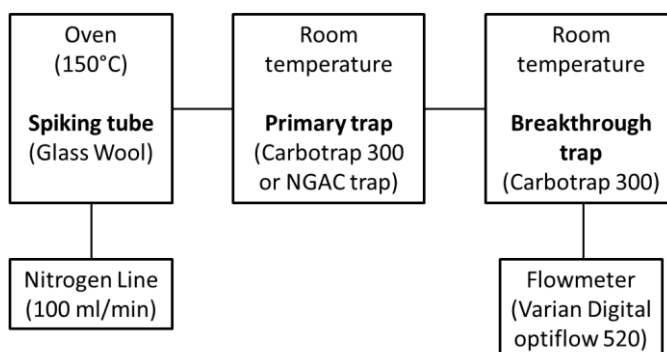 Oven
(150°C)
Spiking tube
(Glass Wool)
Room
temperature
Primary trap
(Carbotrap 300
or NGAC trap)
Room
temperature
Breakthrough
trap
(Carbotrap 300)
Nitrogen Line
(100 ml/min)
Flowmeter
(Varian Digital
optiflow 520)